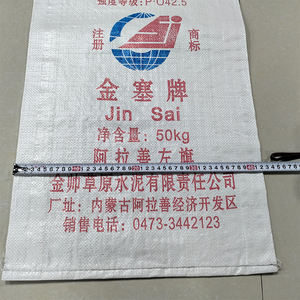 强度等级: P·O42.5
注册 商标
金塞牌
Jin Sai
净含量: 50kg
阿拉善左旗
金帅草原水泥有限责任公司
厂址: 内蒙古阿拉善经济开发区
销售电话: 0473-3442123